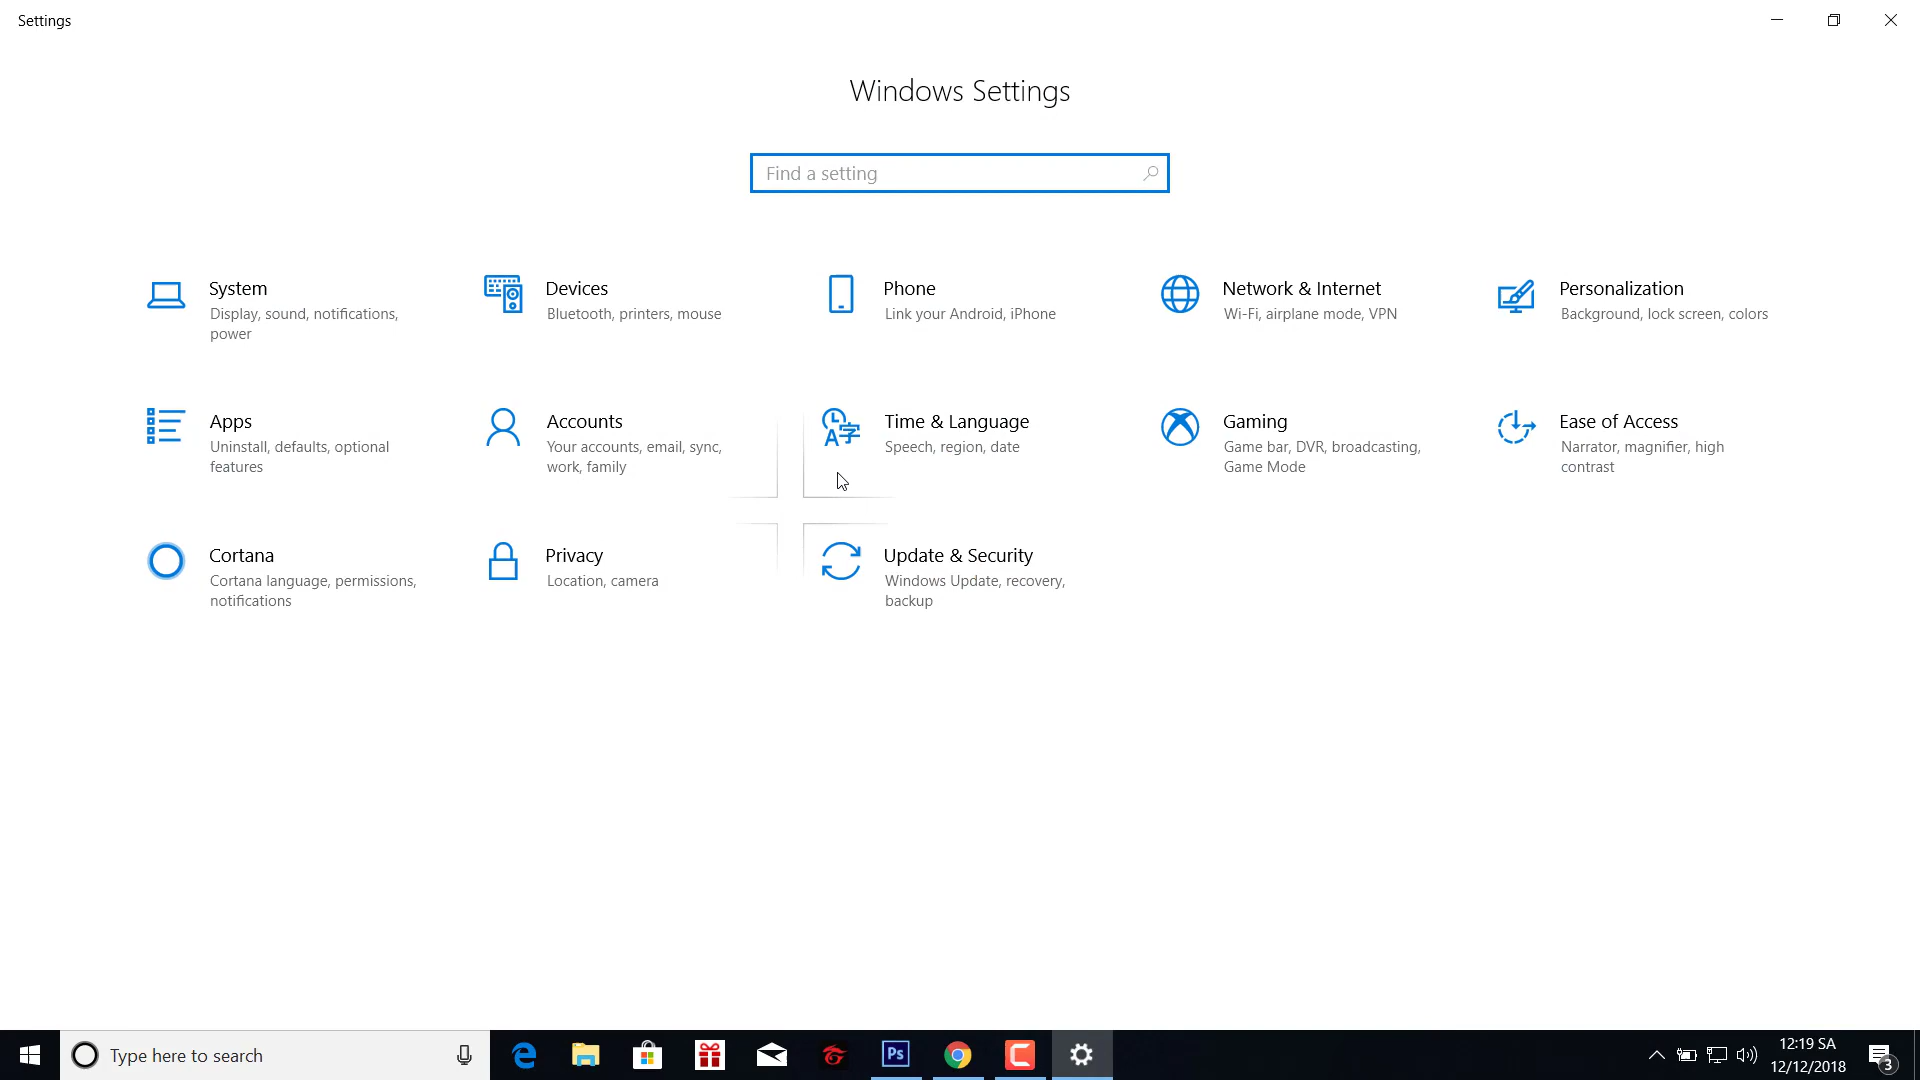 Settings
Windows Settings
Find a setting
System
Display, sound, notifications,
power
Devices
Bluetooth, printers, mouse
Phone
Link your Android, iPhone
Network & Internet
Wi-Fi, airplane mode, VPN
Personalization
Background, lock screen, colors
Apps
Uninstall, defaults, optional
features
Accounts
Your accounts, email, sync,
work, family
Time & Language
Speech, region, date
Gaming
Game bar, DVR, broadcasting,
Game Mode
Ease of Access
Narrator, magnifier, high
contrast
Cortana
Cortana language, permissions,
notifications
Privacy
Location, camera
Update & Security
Windows Update, recovery,
backup
Type here to search
Ps
12:19 SA
12/12/2018
3